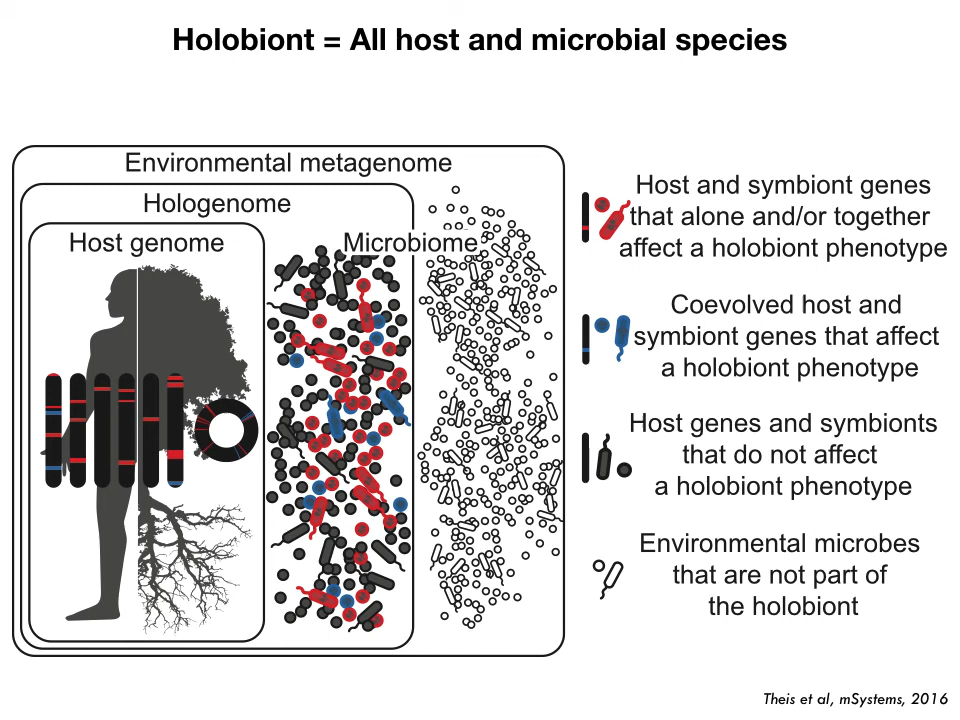 Holobiont = All host and microbial species
Environmental metagenome
Hologenome
Host genome
Microbiome
Host and symbiont genes
that alone and/or together
affect a holobiont phenotype
Coevolved host and
symbiont genes that affect
a holobiont phenotype
Host genes and symbionts
that do not affect
a holobiont phenotype
Environmental microbes
that are not part of
the holobiont
Theis et al, mSystems, 2016